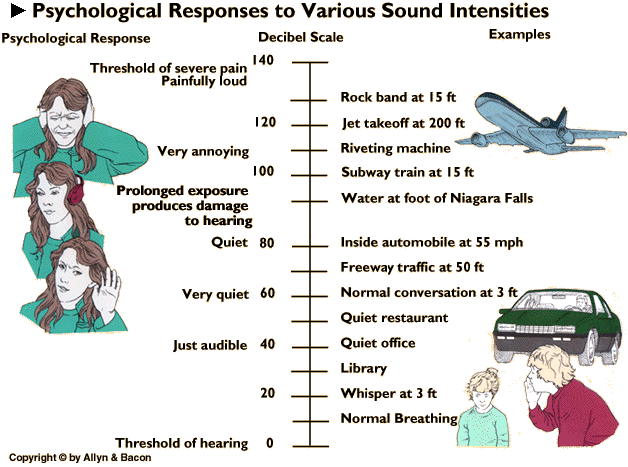 ► Psychological Responses to Various Sound Intensities
Psychological Response
Decibel Scale
Examples
Threshold of severe pain
Painfully loud
140
Rock band at 15 ft
120
Jet takeoff at 200 ft
Very annoying
Riveting machine
100
Subway train at 15 ft
Prolonged exposure
produces damage
to hearing
Water at foot of Niagara Falls
Quiet
80
Inside automobile at 55 mph
Freeway traffic at 50 ft
Very quiet
60
Normal conversation at 3 ft
Quiet restaurant
Just audible
40
Quiet office
Library
20
Whisper at 3 ft
Normal Breathing
Threshold of hearing
0
Copyright © by Allyn & Bacon